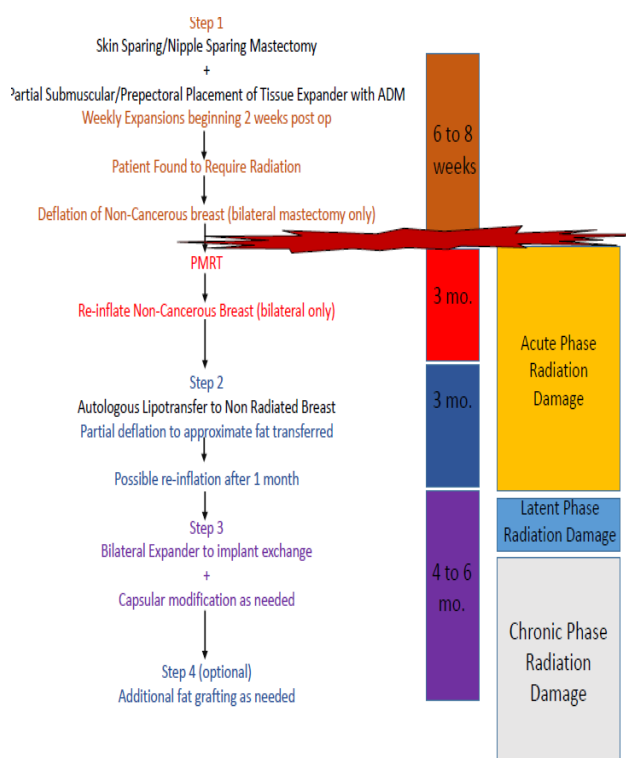 Step 1
Skin Sparing/Nipple Sparing Mastectomy
+
Partial Submuscular/Prepectoral Placement of Tissue Expander with ADM
Weekly Expansions beginning 2 weeks post op
Patient Found to Require Radiation
Deflation of Non-Cancerous breast (bilateral mastectomy only)
PMRT
Re-inflate Non-Cancerous Breast (bilateral only)
Step 2
Autologous Lipotransfer to Non Radiated Breast
Partial deflation to approximate fat transferred
Possible re-inflation after 1 month
Step 3
Bilateral Expander to implant exchange
+
Capsular modification as needed
Step 4 (optional)
Additional fat grafting as needed
6 to 8
weeks
3 mo.
3 mo.
4 to 6
mo.
Acute Phase
Radiation
Damage
Latent Phase
Radiation Damage
Chronic Phase
Radiation
Damage